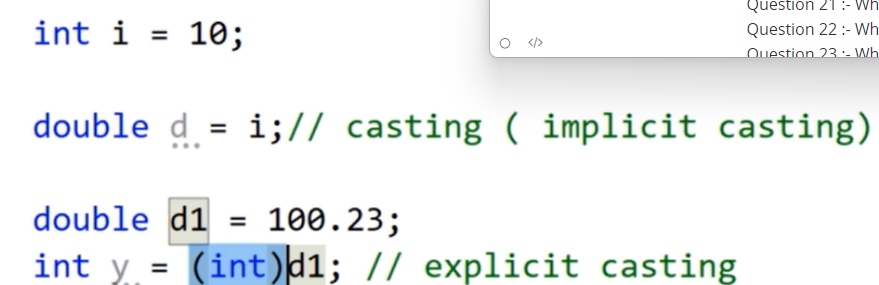 Question 21 :- Wh
Question 22 :- Wh
Question 23 :- Wh
</>
int i = 10;
double d = i;// casting ( implicit casting)
double d1 = 100.23;
int y = (int)d1; // explicit casting